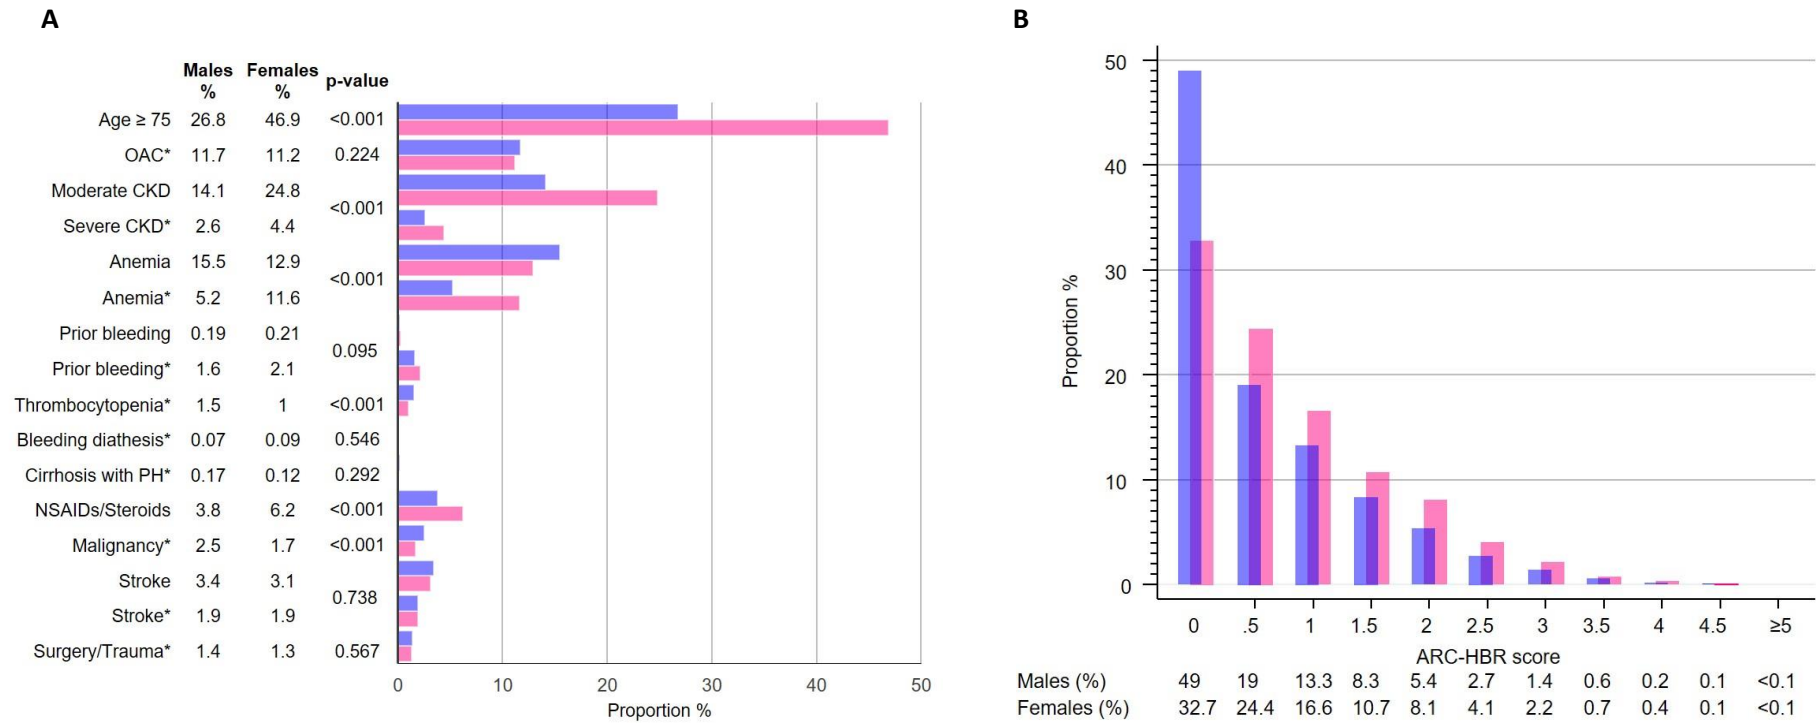 A
Males Females p-value
% %
Age ≥ 75 26.8 46.9 <0.001
OAC* 11.7 11.2 0.224
Moderate CKD 14.1 24.8
<0.001
Severe CKD* 2.6 4.4
Anemia 15.5 12.9
<0.001
Anemia* 5.2 11.6
Prior bleeding 0.19 0.21
0.095
Prior bleeding* 1.6 2.1
Thrombocytopenia* 1.5 1 <0.001
Bleeding diathesis* 0.07 0.09 0.546
Cirrhosis with PH* 0.17 0.12 0.292
NSAIDs/Steroids 3.8 6.2 <0.001
Malignancy* 2.5 1.7 <0.001
Stroke 3.4 3.1
0.738
Stroke* 1.9 1.9
Surgery/Trauma* 1.4 1.3 0.567
0 10 20 30 40 50
Proportion %
B
50
40
30
20
10
0
Proportion %
0 .5 1 1.5 2 2.5 3 3.5 4 4.5 ≥5
ARC-HBR score
Males (%) 49 19 13.3 8.3 5.4 2.7 1.4 0.6 0.2 0.1 <0.1
Females (%) 32.7 24.4 16.6 10.7 8.1 4.1 2.2 0.7 0.4 0.1 <0.1